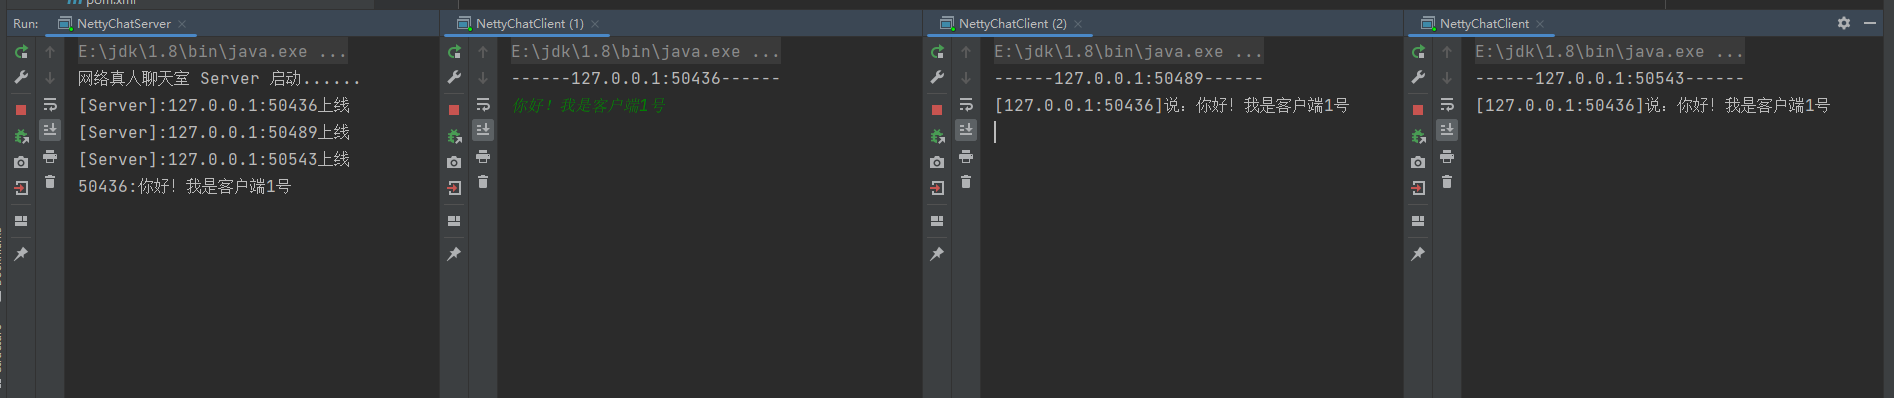 pom.xml
Run:
NettyChatServer
E:\jdk\1.8\bin\java.exe ...
网络真人聊天室 Server 启动......
[Server]:127.0.0.1:50436上线
[Server]:127.0.0.1:50489上线
[Server]:127.0.0.1:50543上线
50436:你好！我是客户端1号
NettyChatClient (1)
E:\jdk\1.8\bin\java.exe ...
------127.0.0.1:50436------
你好！我是客户端1号
NettyChatClient (2)
E:\jdk\1.8\bin\java.exe ...
------127.0.0.1:50489------
[127.0.0.1:50436]说：你好！我是客户端1号
NettyChatClient
E:\jdk\1.8\bin\java.exe ...
------127.0.0.1:50543------
[127.0.0.1:50436]说：你好！我是客户端1号